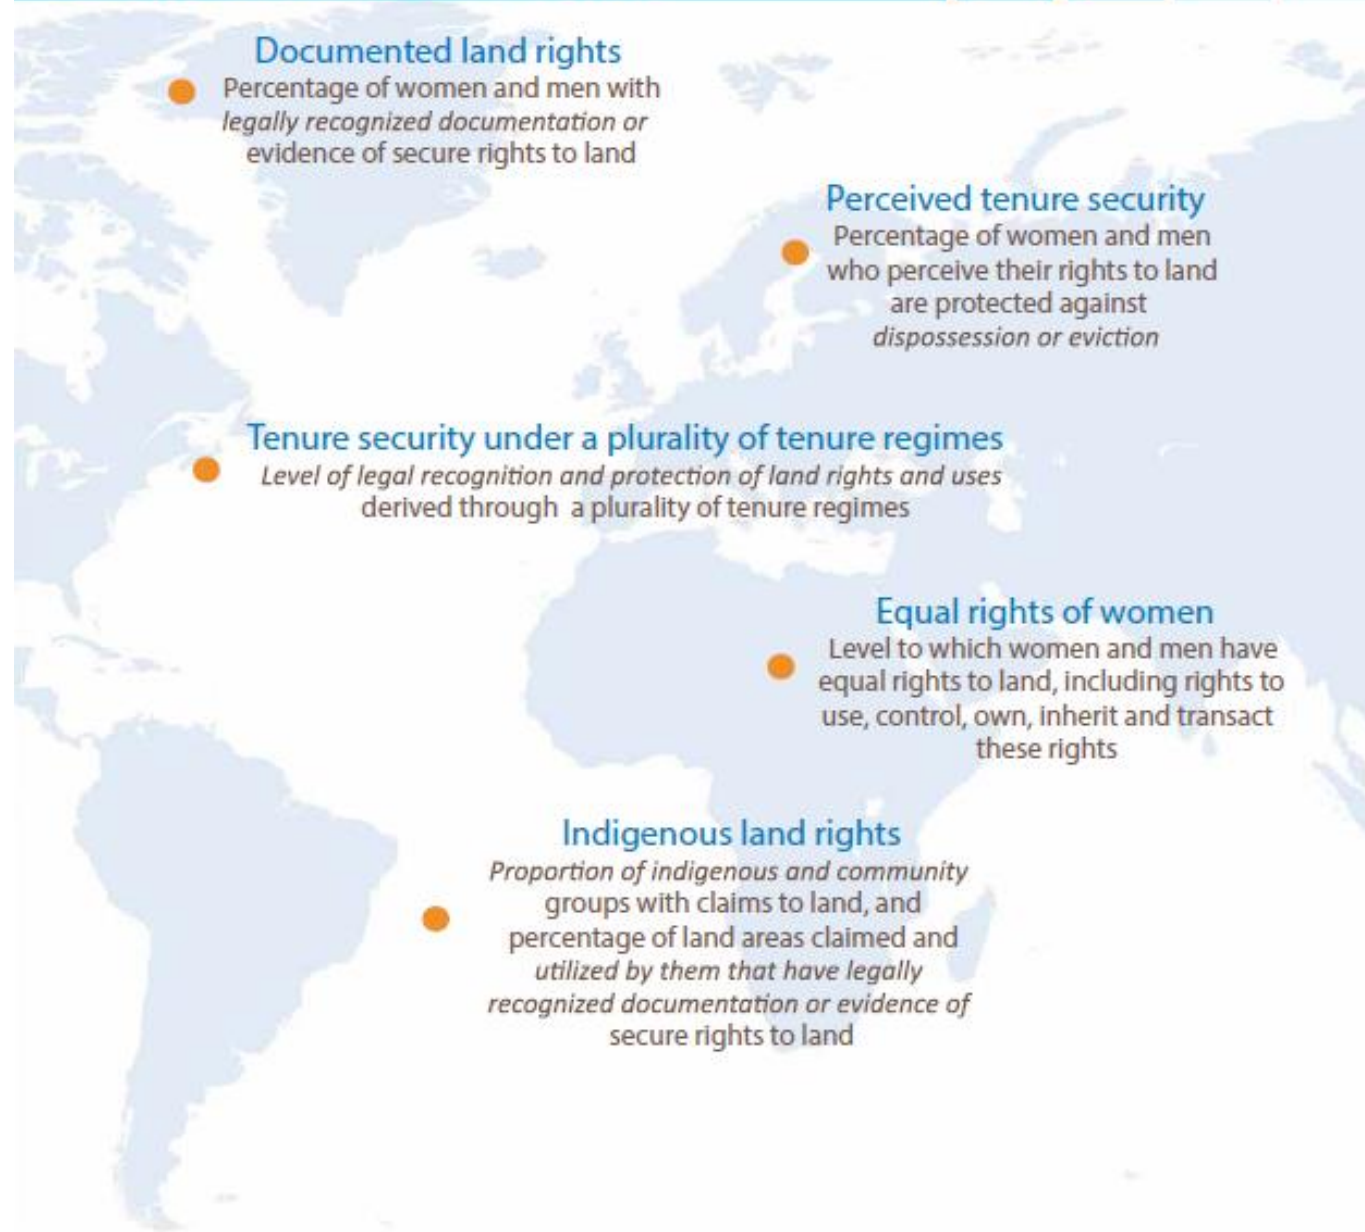 Documented land rights
Percentage of women and men with
legally recognized documentation or
evidence of secure rights to land
Perceived tenure security
Percentage of women and men
who perceive their rights to land
are protected against
dispossession or eviction
Tenure security under a plurality of tenure regimes
Level of legal recognition and protection of land rights and uses
derived through a plurality of tenure regimes
Equal rights of women
Level to which women and men have
equal rights to land, including rights to
use, control, own, inherit and transact
these rights
Indigenous land rights
Proportion of indigenous and community
groups with claims to land, and
percentage of land areas claimed and
utilized by them that have legally
recognized documentation or evidence of
secure rights to land